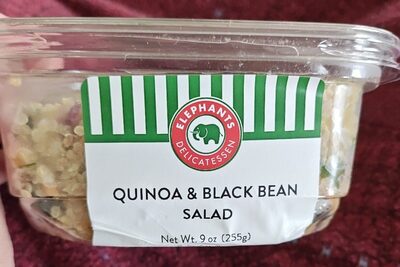 ELEPHANTS
DELICATESSEN
QUINOA & BLACK BEAN
SALAD
Net Wt. 9 oz (255g)